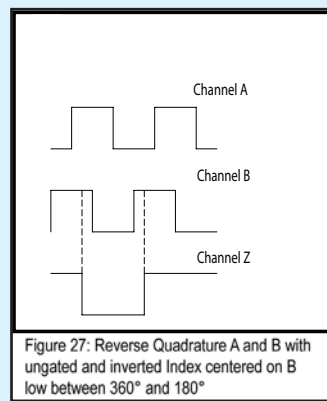 Channel A
Channel B
Channel Z
Figure 27: Reverse Quadrature A and B with
ungated and inverted Index centered on B
low between 360° and 180°